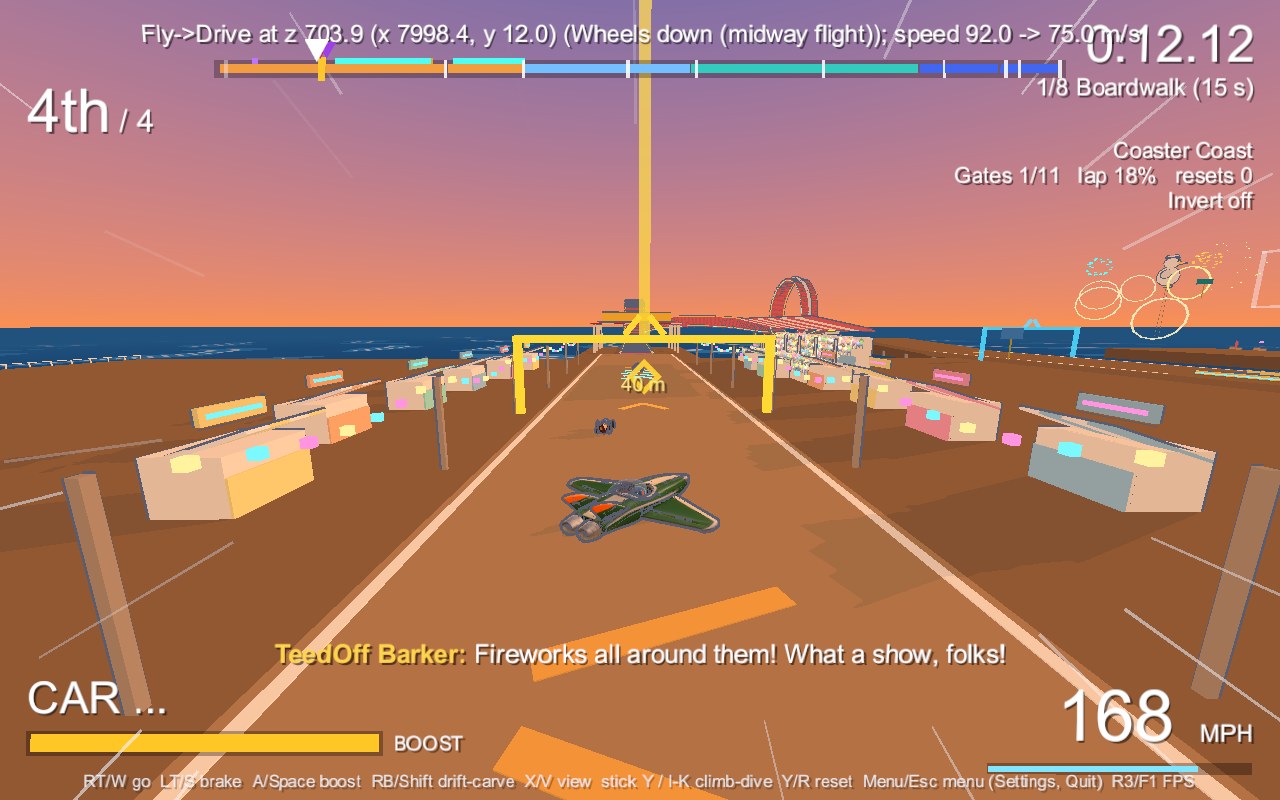 Fly->Drive at z 703.9 (x 7998.4, y 12.0) (Wheels down (midway flight)); speed 92.0 -> 75.0 m/s
0:12.12
1/8 Boardwalk (15 s)
4th / 4
Coaster Coast
Gates 1/11 lap 18% resets 0
Invert off
40 m
TeedOff Barker: Fireworks all around them! What a show, folks!
CAR ...
BOOST
168 MPH
RT/W go LT/S brake A/Space boost RB/Shift drift-carve X/V view stick Y / I-K climb-dive Y/R reset Menu/Esc menu (Settings, Quit) R3/F1 FPS